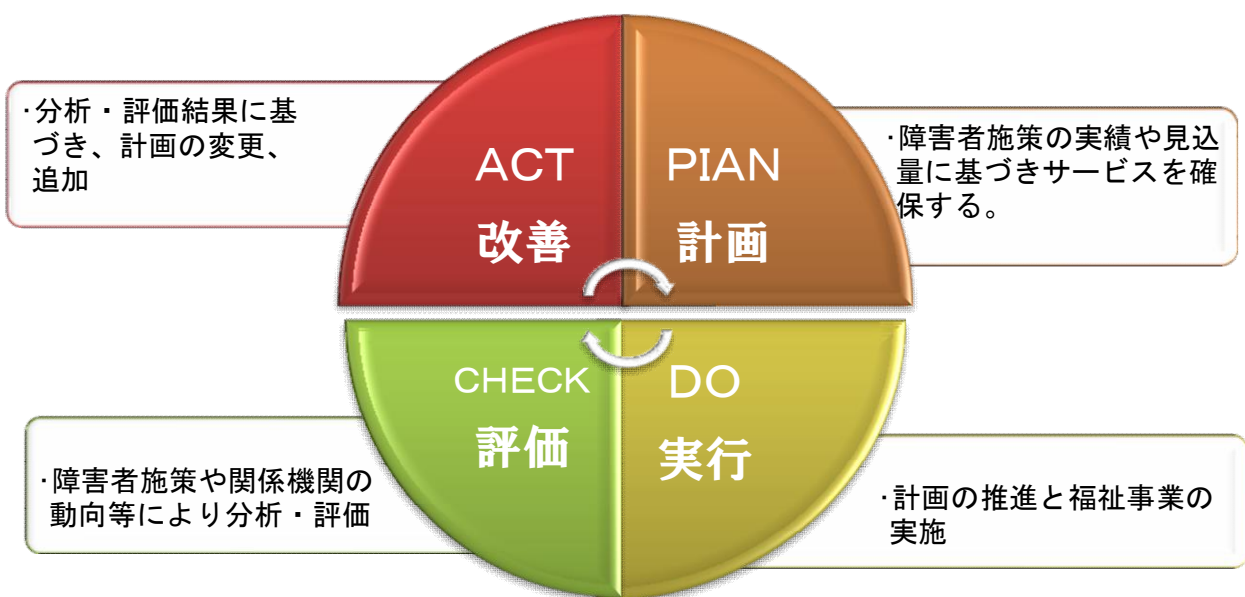 ・分析・評価結果に基
づき、計画の変更、
追加
ACT
改善
PIAN
計画
・障害者施策の実績や見込
量に基づきサービスを確
保する。
CHECK
評価
DO
実行
・障害者施策や関係機関の
動向等により分析・評価
・計画の推進と福祉事業の
実施